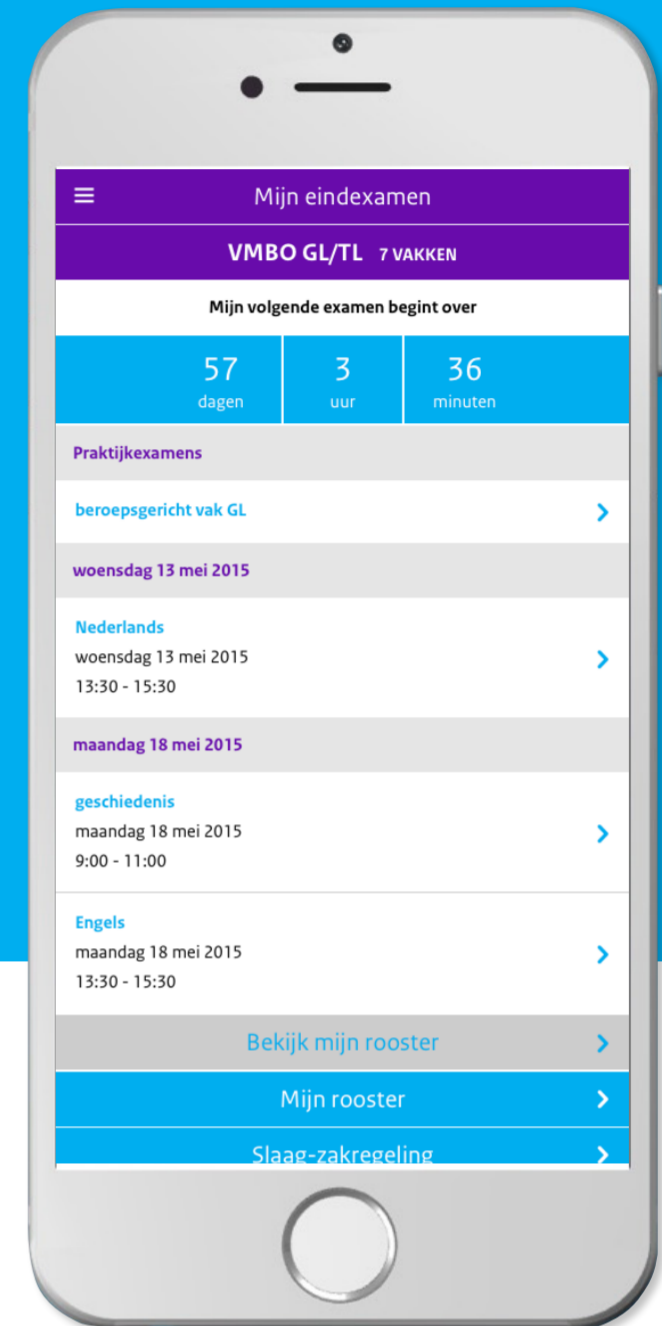 Mijn eindexamen
VMBO GL/TL 7 VAKKEN
Mijn volgende examen begint over
57 3 36
dagen uur minuten
Praktijkexamens
beroepsgericht vak GL
woensdag 13 mei 2015
Nederlands
woensdag 13 mei 2015
13:30 - 15:30
maandag 18 mei 2015
geschiedenis
maandag 18 mei 2015
9:00 - 11:00
Engels
maandag 18 mei 2015
13:30 - 15:30
Bekijk mijn rooster
Mijn rooster
Slaag-zakregeling